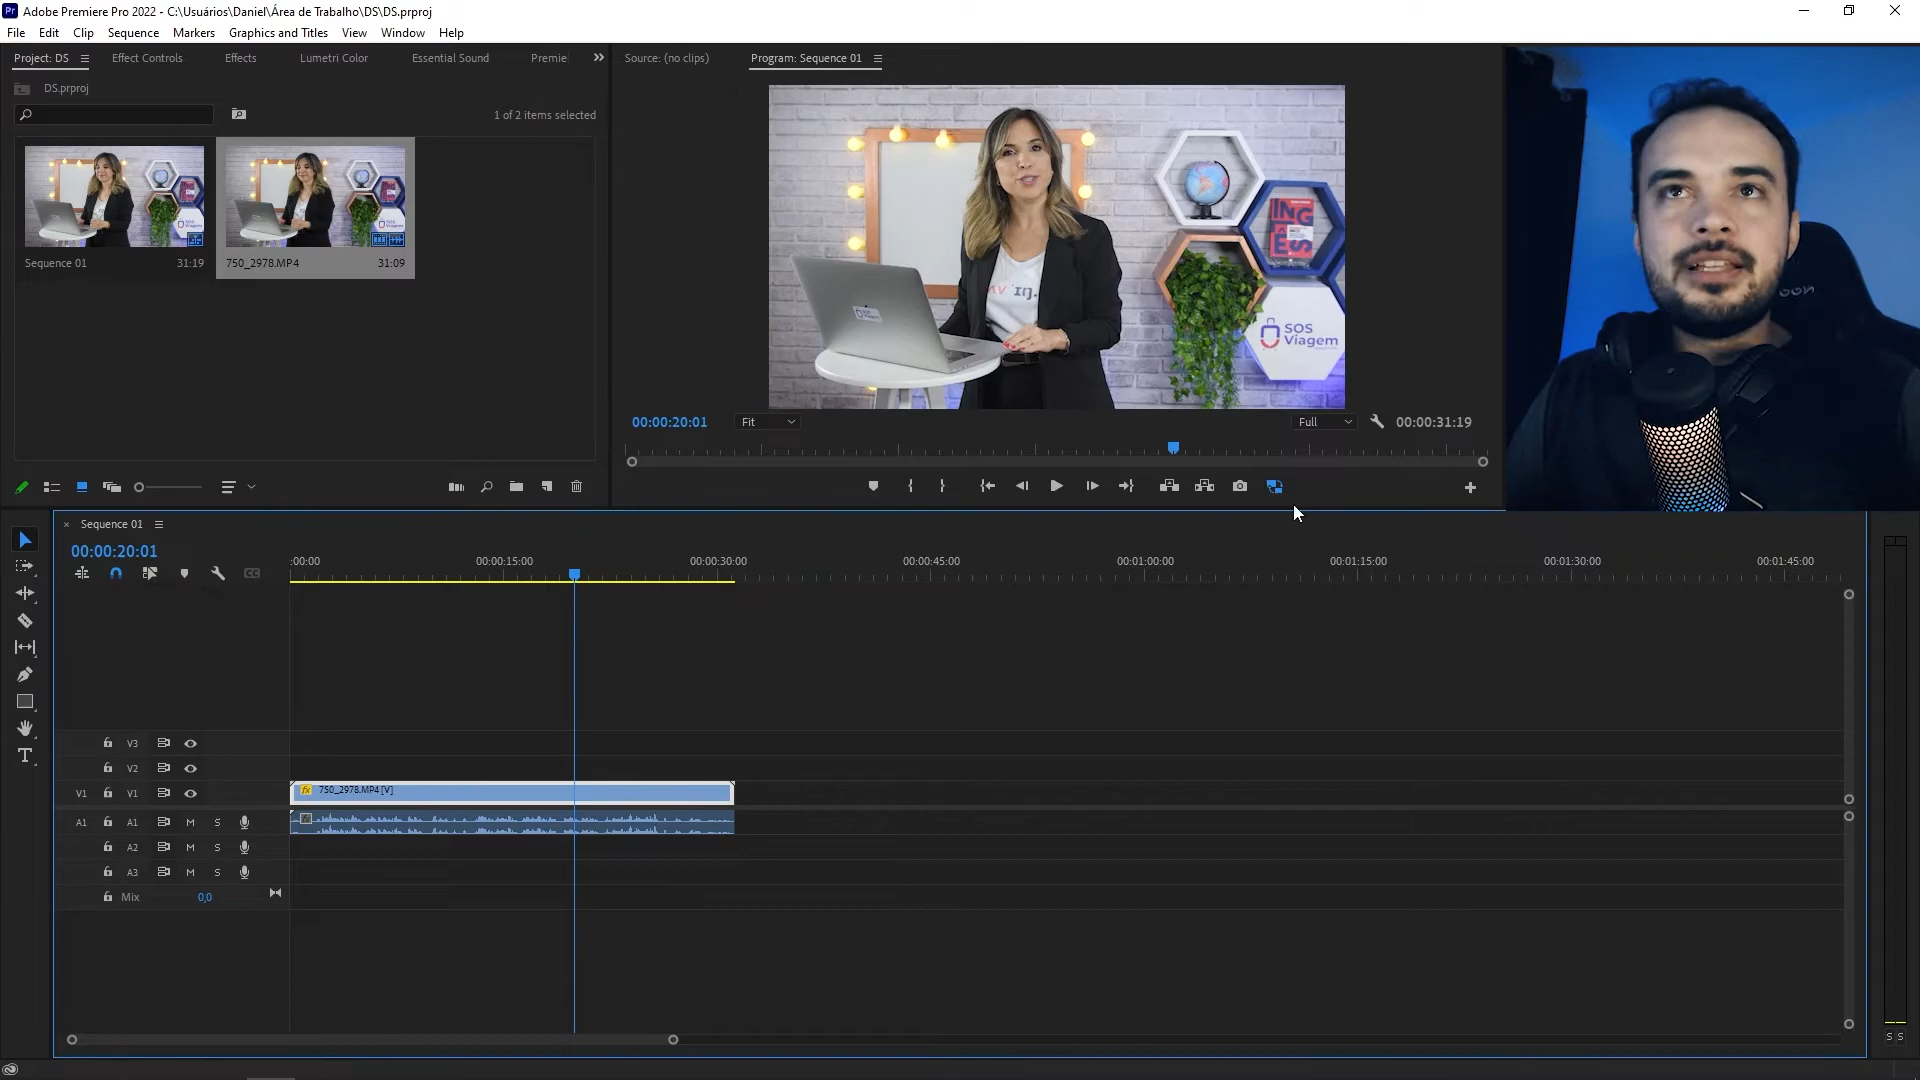 Adobe Premiere Pro 2022 - C:\Usuários\Daniel\Área de Trabalho\DS\DS.prproj
File Edit Clip Sequence Markers Graphics and Titles View Window Help
Project: DS Effect Controls Effects Lumetri Color Essential Sound Premie
Source: (no clips) Program: Sequence 01
DS.prproj
1 of 2 items selected
Sequence 01 31:19 750_2978.MP4 31:09
INGLÊS
SOS
Viagem
00:00:20:01 Fit Full 00:00:31:19
Sequence 01
00:00:20:01
:00:00 00:00:15:00 00:00:30:00 00:00:45:00 00:01:00:00 00:01:15:00 00:01:30:00 00:01:45:00
V3
V2
V1 V1 fx 750_2978.MP4 [V]
A1 A1 M S
A2 M S
A3 M S
Mix 0,0
S S